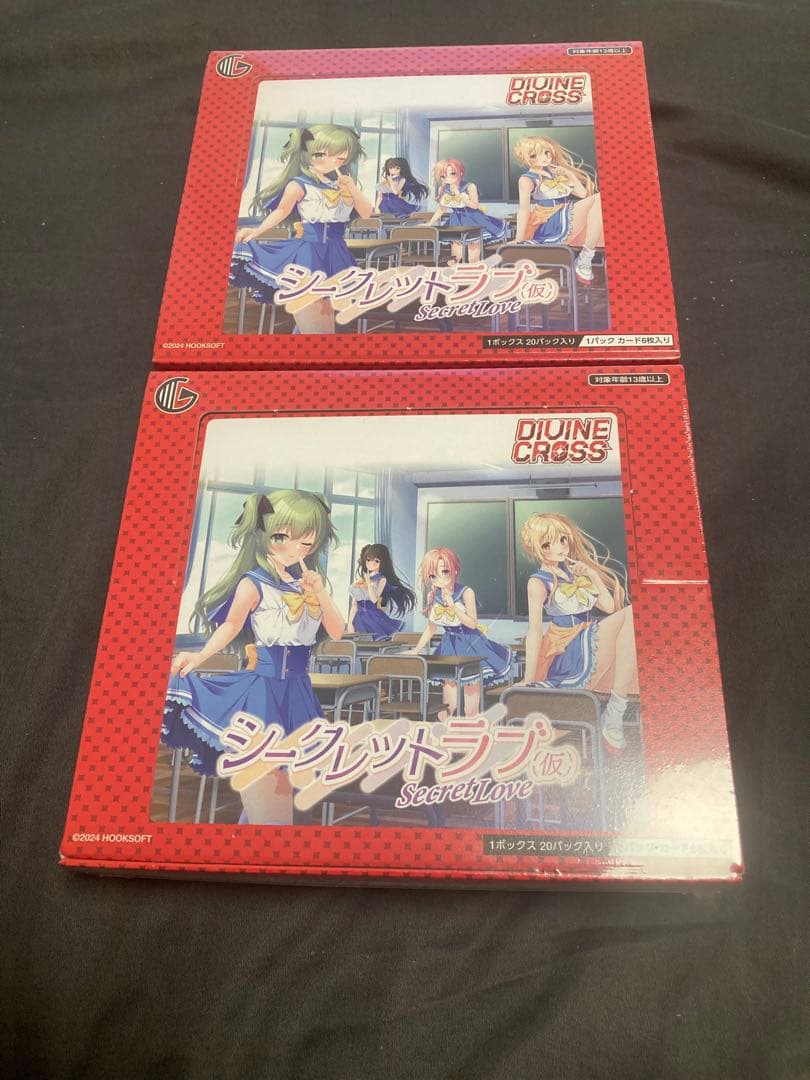 対象年齢13歳以上
DIVINE
CROSS
シークレットラブ(仮)
SecretLove
©2024 HOOKSOFT
1ボックス 20パック入り 1パック カード6枚入り
対象年齢13歳以上
DIVINE
CROSS
シークレットラブ(仮)
SecretLove
©2024 HOOKSOFT
1ボックス 20パック入り